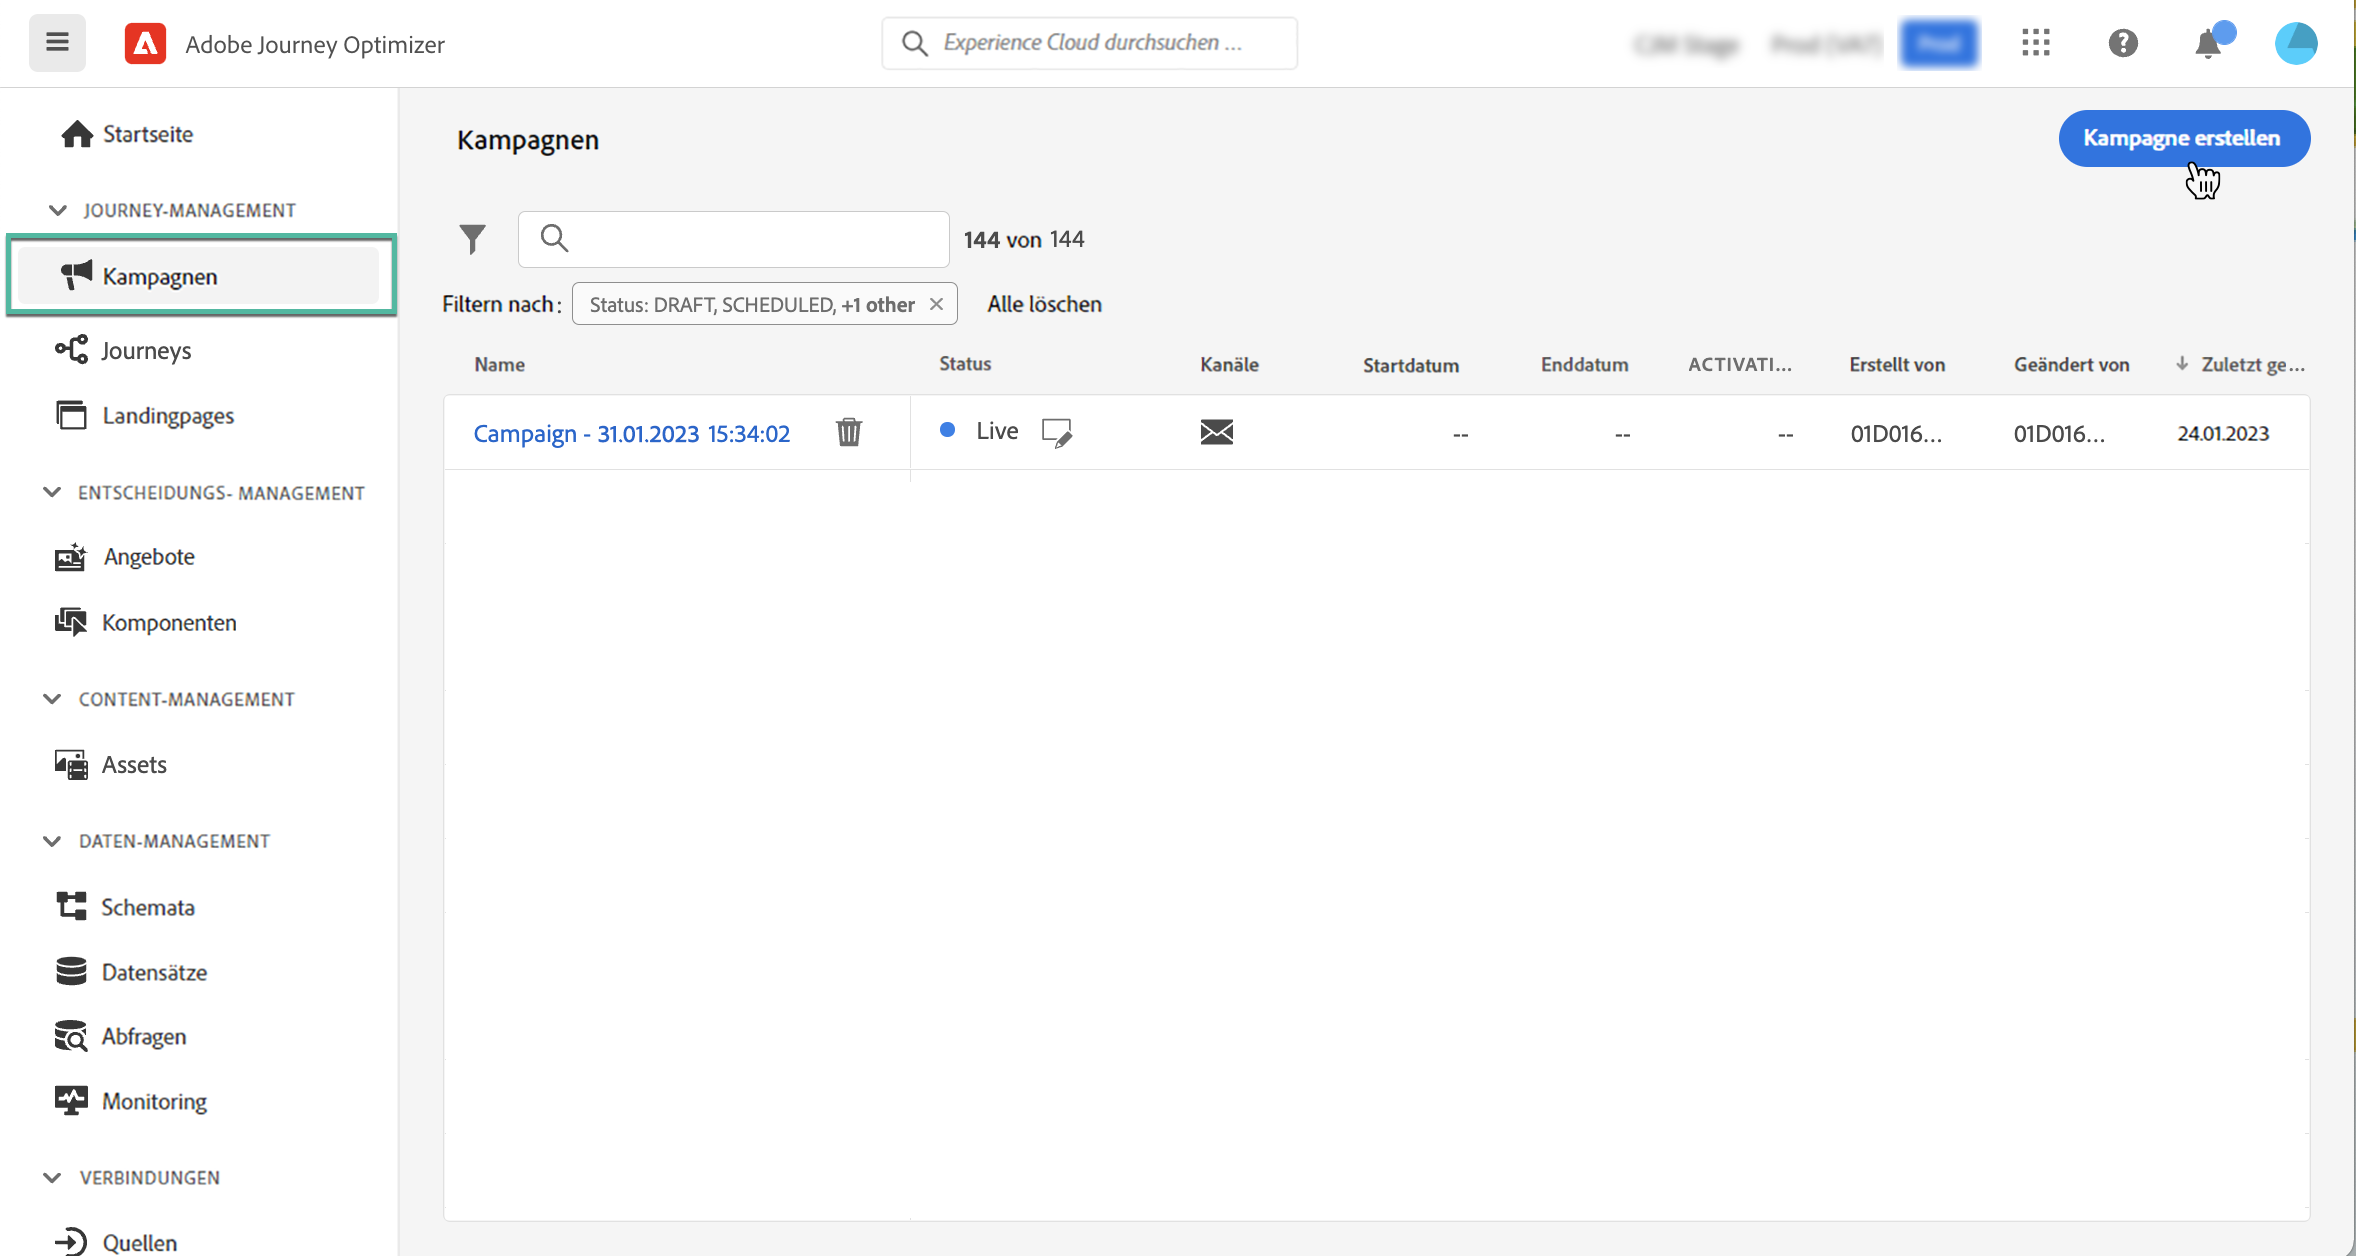 Adobe Journey Optimizer
Experience Cloud durchsuchen ...
Prod
Startseite
JOURNEY-MANAGEMENT
Kampagnen
Journeys
Landingpages
ENTSCHEIDUNGS- MANAGEMENT
Angebote
Komponenten
CONTENT-MANAGEMENT
Assets
DATEN-MANAGEMENT
Schemata
Datensätze
Abfragen
Monitoring
VERBINDUNGEN
Quellen
Kampagnen
Kampagne erstellen
144 von 144
Filtern nach: Status: DRAFT, SCHEDULED, +1 other Alle löschen
Name Status Kanäle Startdatum Enddatum ACTIVATI... Erstellt von Geändert von Zuletzt ge...
Campaign - 31.01.2023 15:34:02 Live -- -- -- 01D016... 01D016... 24.01.2023